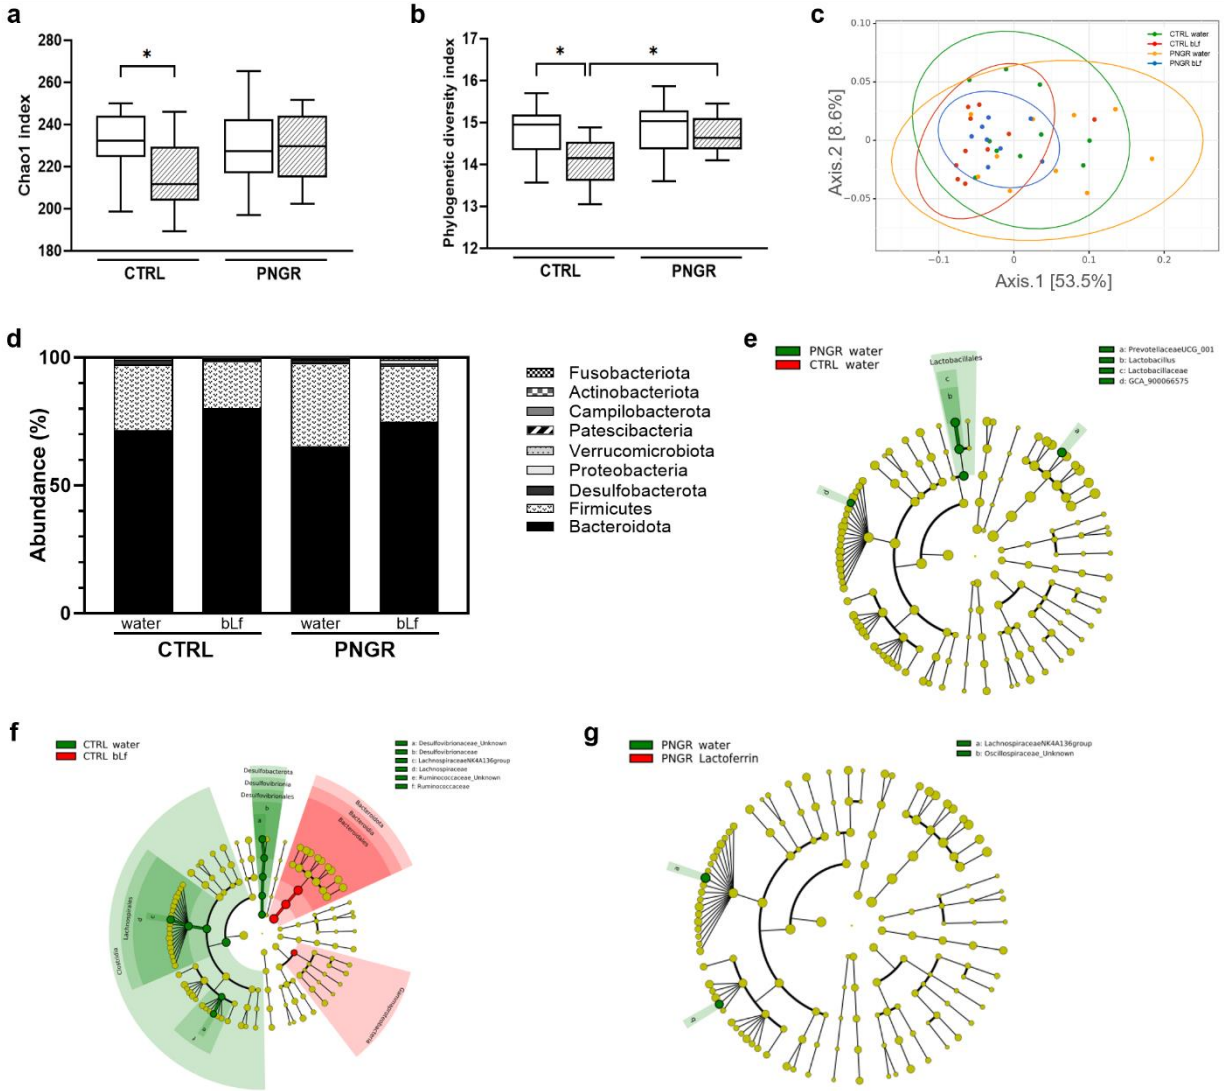 a
Chao1 index
280
260
240
220
200
180
*
CTRL
PNGR
b
Phylogenetic diversity index
17
16
15
14
13
12
*
*
CTRL
PNGR
c
Axis.2 [8.6%]
0.10
0.05
0
−0.05
−0.1
0
0.1
0.2
Axis.1 [53.5%]
CTRL water
CTRL bLf
PNGR water
PNGR bLf
d
Abundance (%)
100
50
0
water
bLf
water
bLf
CTRL
PNGR
Fusobacteriota
Actinobacteriota
Campilobacterota
Patescibacteria
Verrucomicrobiota
Proteobacteria
Desulfobacterota
Firmicutes
Bacteroidota
e
PNGR water
CTRL water
a: PrevotellaceaeUCG_001
b: Lactobacillus
c: Lactobacillaceae
d: GCA_900066575
Lactobacillales
c
b
a
d
f
CTRL water
CTRL bLf
a: Desulfovibrionaceae_Unknown
b: Desulfovibrionaceae
c: LachnospiraceaeNK4A136group
d: Lachnospiraceae
e: Ruminococcaceae_Unknown
f: Ruminococcaceae
Desulfobacterota
Desulfovibrionia
Desulfovibrionales
b
a
Bacteroidota
Bacteroidia
Bacteroidales
Clostridia
Lachnospirales
d
c
e
f
Gammaproteobacteria
g
PNGR water
PNGR Lactoferrin
a: LachnospiraceaeNK4A136group
b: Oscillospiraceae_Unknown
a
b